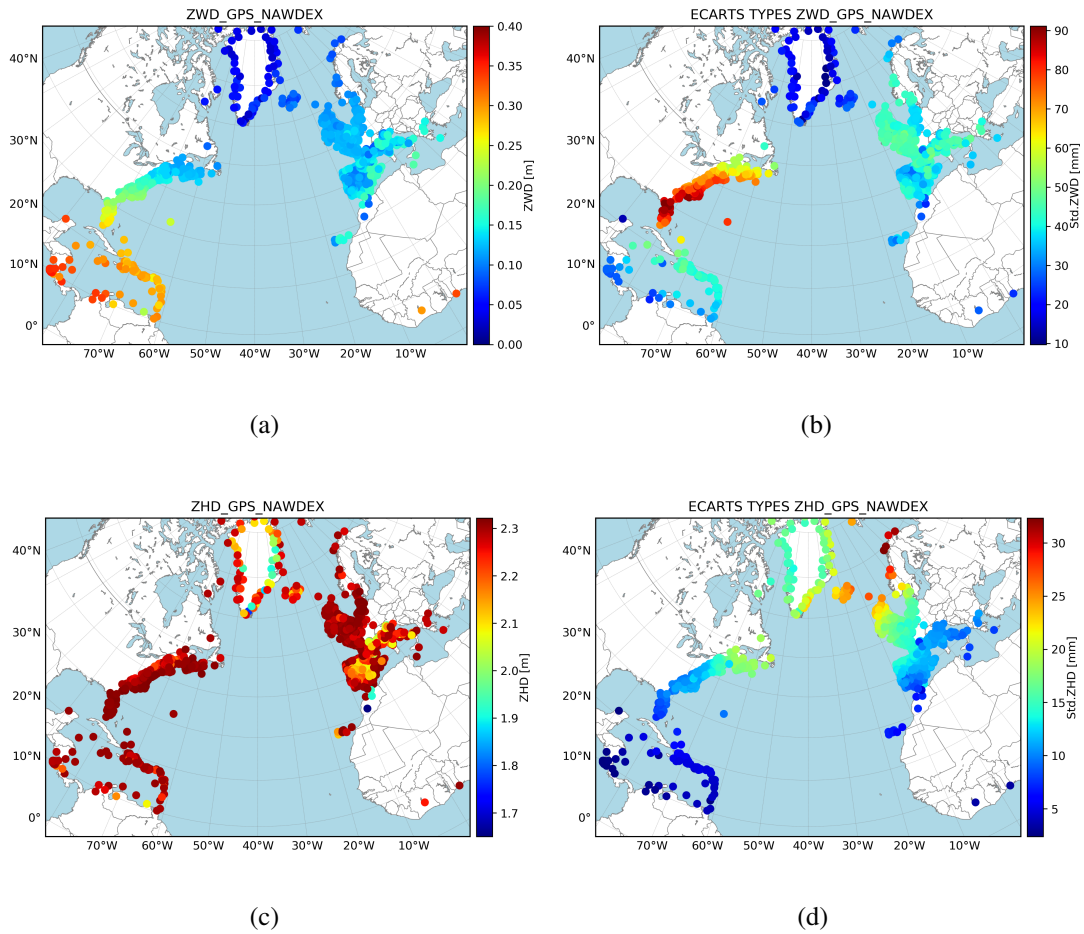 ZWD_GPS_NAWDEX
40°N
30°N
20°N
10°N
0°
70°W 60°W 50°W 40°W 30°W 20°W 10°W
0.40
0.35
0.30
0.25
0.20
0.15
0.10
0.05
0.00
ZWD [m]
(a)
ECARTS TYPES ZWD_GPS_NAWDEX
40°N
30°N
20°N
10°N
0°
70°W 60°W 50°W 40°W 30°W 20°W 10°W
90
80
70
60
50
40
30
20
10
Std.ZWD [mm]
(b)
ZHD_GPS_NAWDEX
40°N
30°N
20°N
10°N
0°
70°W 60°W 50°W 40°W 30°W 20°W 10°W
2.3
2.2
2.1
2.0
1.9
1.8
1.7
ZHD [m]
(c)
ECARTS TYPES ZHD_GPS_NAWDEX
40°N
30°N
20°N
10°N
0°
70°W 60°W 50°W 40°W 30°W 20°W 10°W
30
25
20
15
10
5
Std.ZHD [mm]
(d)